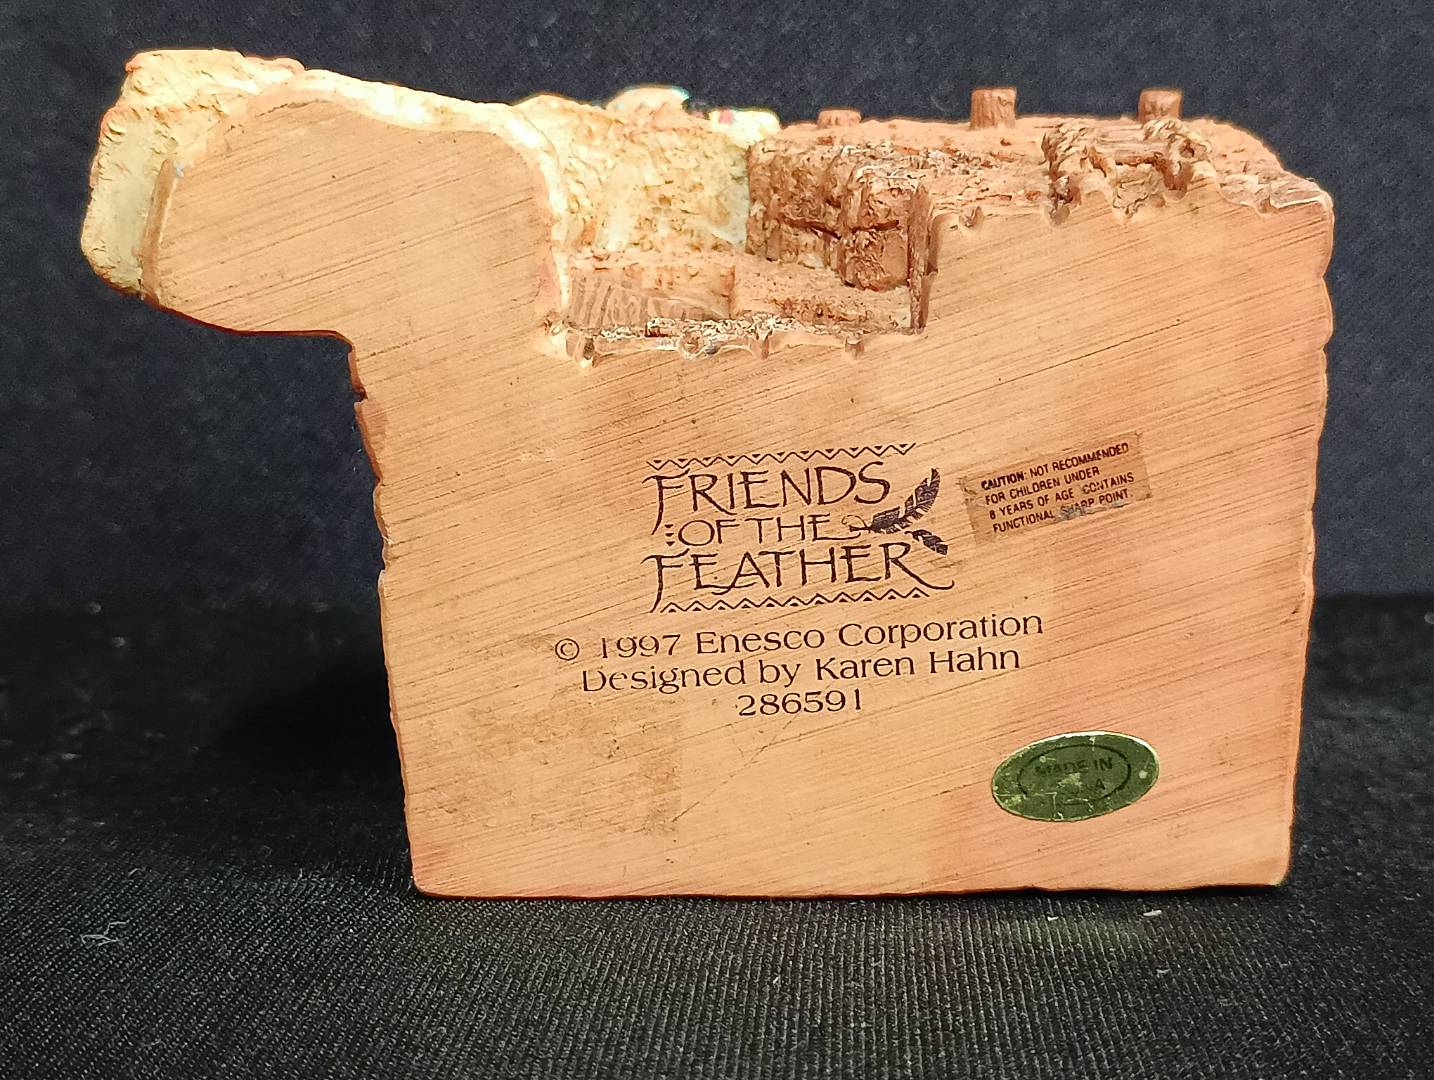 FRIENDS
OF THE
FEATHER
CAUTION: NOT RECOMMENDED
FOR CHILDREN UNDER
8 YEARS OF AGE CONTAINS
FUNCTIONAL SHARP POINT.
© 1997 Enesco Corporation
Designed by Karen Hahn
286591
MADE IN